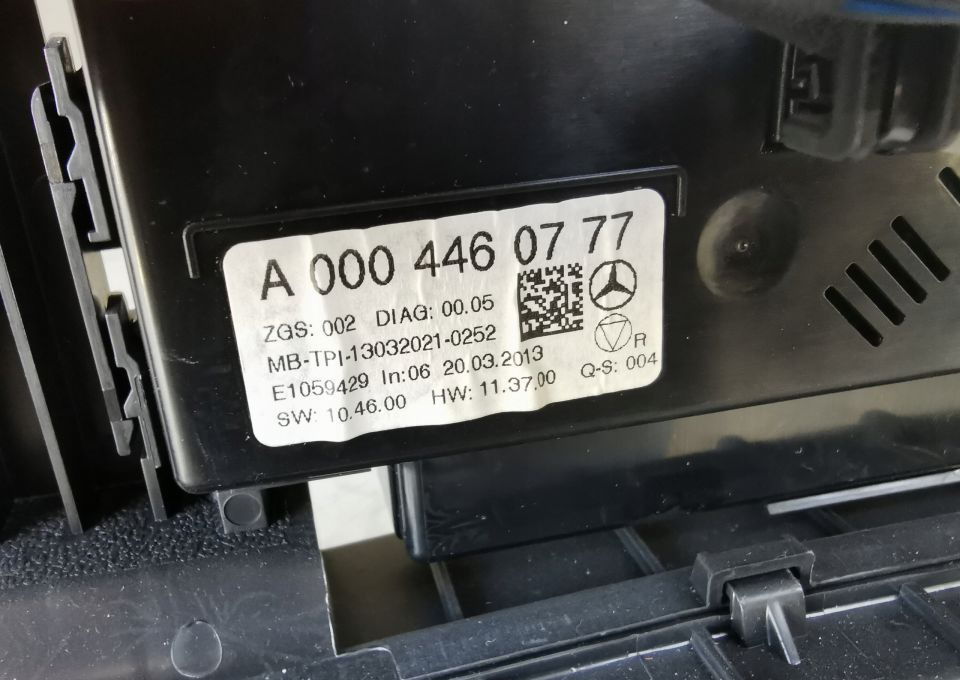 A 000 446 07 77
ZGS: 002 DIAG: 00.05
MB-TPI-13032021-0252
E1059429 In:06 20.03.2013
R
SW: 10.46.00 HW: 11.37.00 Q-S: 004